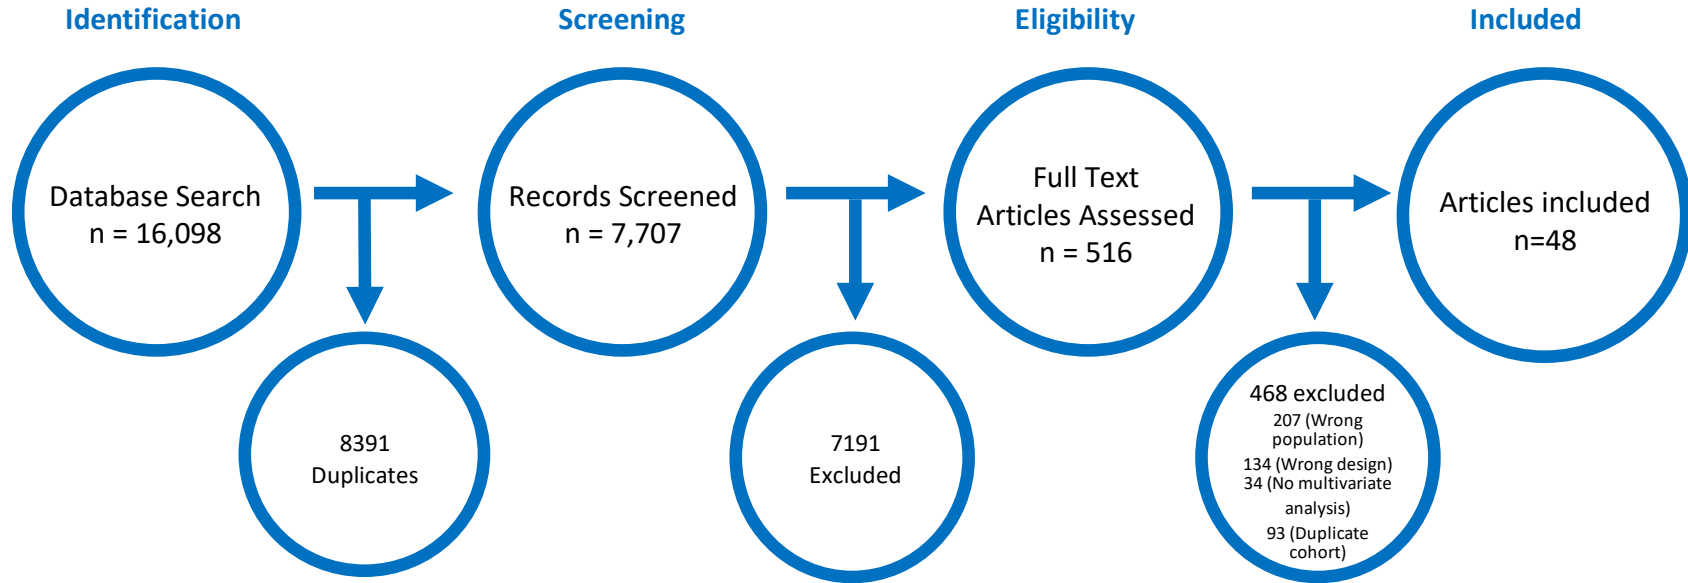 Identification
Screening
Eligibility
Included
Database Search
n = 16,098
Records Screened
n = 7,707
Full Text
Articles Assessed
n = 516
Articles included
n=48
8391
Duplicates
7191
Excluded
468 excluded
207 (Wrong
population)
134 (Wrong design)
34 (No multivariate
analysis)
93 (Duplicate
cohort)